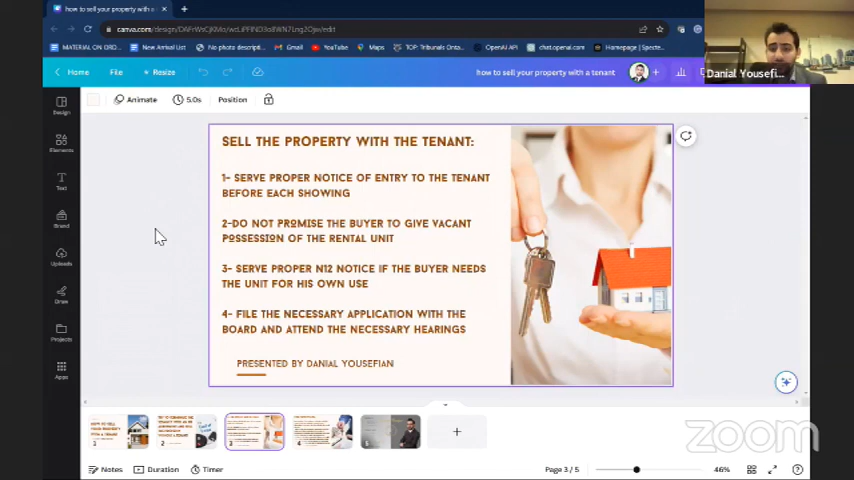 how to sell your property with a
canva.com/design/
MATERIAL ON ORD...
New Arrival List
No photo descripti...
Gmail
YouTube
Maps
TOP: Tribunals Onta...
OpenAI API
chat.openai.com
Homepage | Spects...
Danial Yousefi...
Home
File
Resize
how to sell your property with a tenant
Animate
5.0s
Position
Design
Elements
Text
Brand
Uploads
Draw
Projects
Apps
SELL THE PROPERTY WITH THE TENANT:
1- SERVE PROPER NOTICE OF ENTRY TO THE TENANT
BEFORE EACH SHOWING
2-DO NOT PROMISE THE BUYER TO GIVE VACANT
POSSESSION OF THE RENTAL UNIT
3- SERVE PROPER N12 NOTICE IF THE BUYER NEEDS
THE UNIT FOR HIS OWN USE
4- FILE THE NECESSARY APPLICATION WITH THE
BOARD AND ATTEND THE NECESSARY HEARINGS
PRESENTED BY DANIAL YOUSEFIAN
1
2
3
4
5
zoom
Notes
Duration
Timer
Page 3 / 5
46%